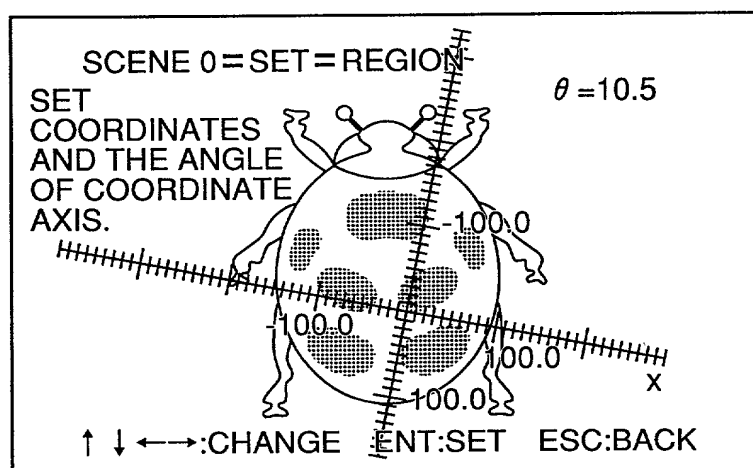 SCENE 0=SET=REGION
θ =10.5
SET
COORDINATES
AND THE ANGLE
OF COORDINATE
AXIS.
-100.0
-100.0
100.0
x
-100.0
↑ ↓ ←→:CHANGE ENT:SET ESC:BACK